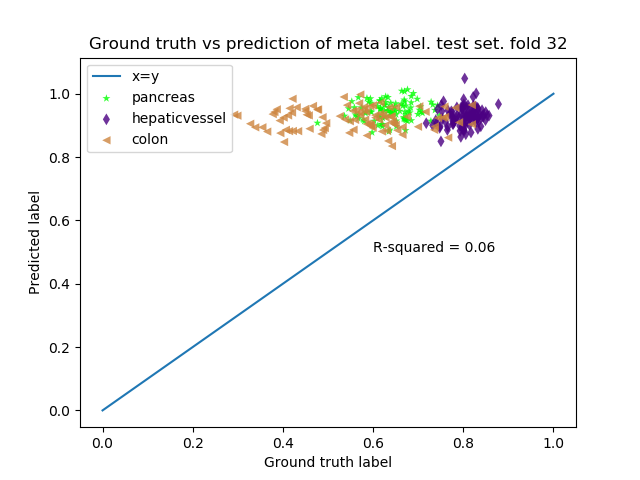 Ground truth vs prediction of meta label. test set. fold 32
x=y
pancreas
hepaticvessel
colon
R-squared = 0.06
Predicted label
1.0
0.8
0.6
0.4
0.2
0.0
0.0 0.2 0.4 0.6 0.8 1.0
Ground truth label